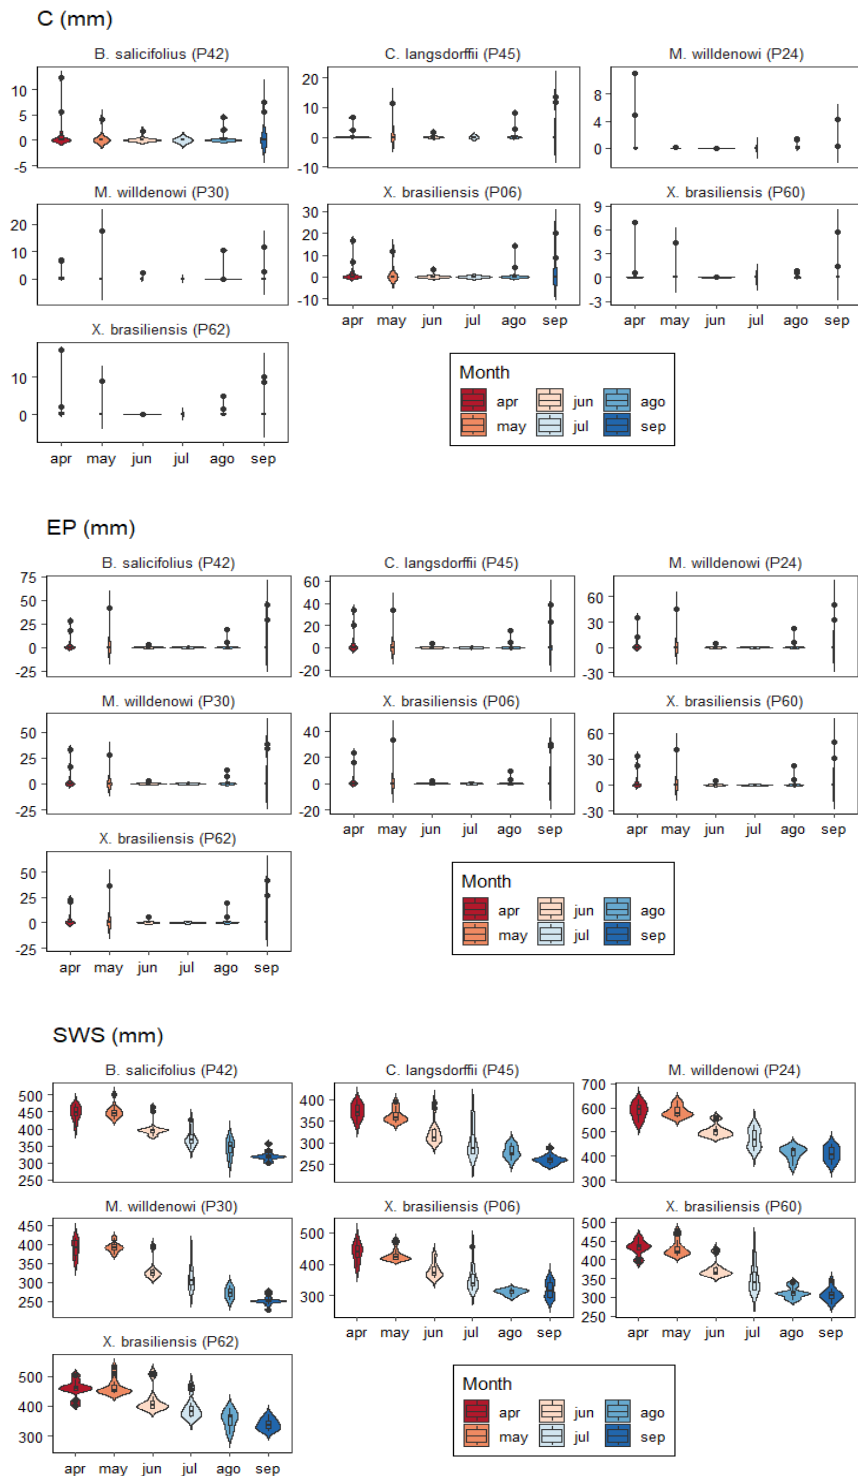 C (mm)
B. salicifolius (P42) C. langsdorffii (P45) M. willdenowi (P24)
10
5
0
-5
20
10
0
-10
8
4
0
M. willdenowi (P30) X. brasiliensis (P06) X. brasiliensis (P60)
20
10
0
30
20
10
0
-10
9
6
3
0
-3
apr may jun jul ago sep
apr may jun jul ago sep
X. brasiliensis (P62)
10
0
apr may jun jul ago sep
Month
apr jun ago
may jul sep
EP (mm)
B. salicifolius (P42) C. langsdorffii (P45) M. willdenowi (P24)
75
50
25
0
-25
60
40
20
0
-20
60
30
0
-30
M. willdenowi (P30) X. brasiliensis (P06) X. brasiliensis (P60)
50
25
0
-25
40
20
0
-20
60
30
0
-30
apr may jun jul ago sep
apr may jun jul ago sep
X. brasiliensis (P62)
50
25
0
-25
apr may jun jul ago sep
Month
apr jun ago
may jul sep
SWS (mm)
B. salicifolius (P42) C. langsdorffii (P45) M. willdenowi (P24)
500
450
400
350
300
400
350
300
250
700
600
500
400
300
M. willdenowi (P30) X. brasiliensis (P06) X. brasiliensis (P60)
450
400
350
300
250
500
400
300
500
450
400
350
300
250
apr may jun jul ago sep
apr may jun jul ago sep
X. brasiliensis (P62)
500
400
300
apr may jun jul ago sep
Month
apr jun ago
may jul sep